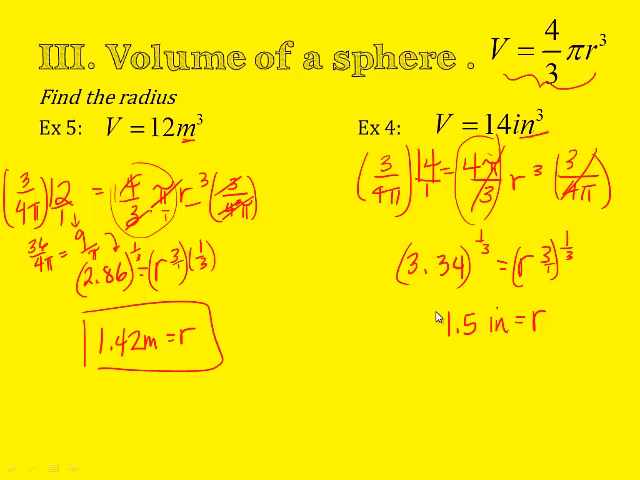 III. Volume of a sphere . V = 4/3 πr³
Find the radius
Ex 5: V = 12m³
(3/4π) 12/1 = 4/3 π/1 r³ (3/4π)
36/4π = 9/π
(2.86)^1/3 = (r^3/1)^(1/3)
1.42m = r
Ex 4: V = 14in³
(3/4π) 14/1 = 4π/3 r³ (3/4π)
(3.34)^1/3 = (r^3/1)^1/3
1.5 in = r